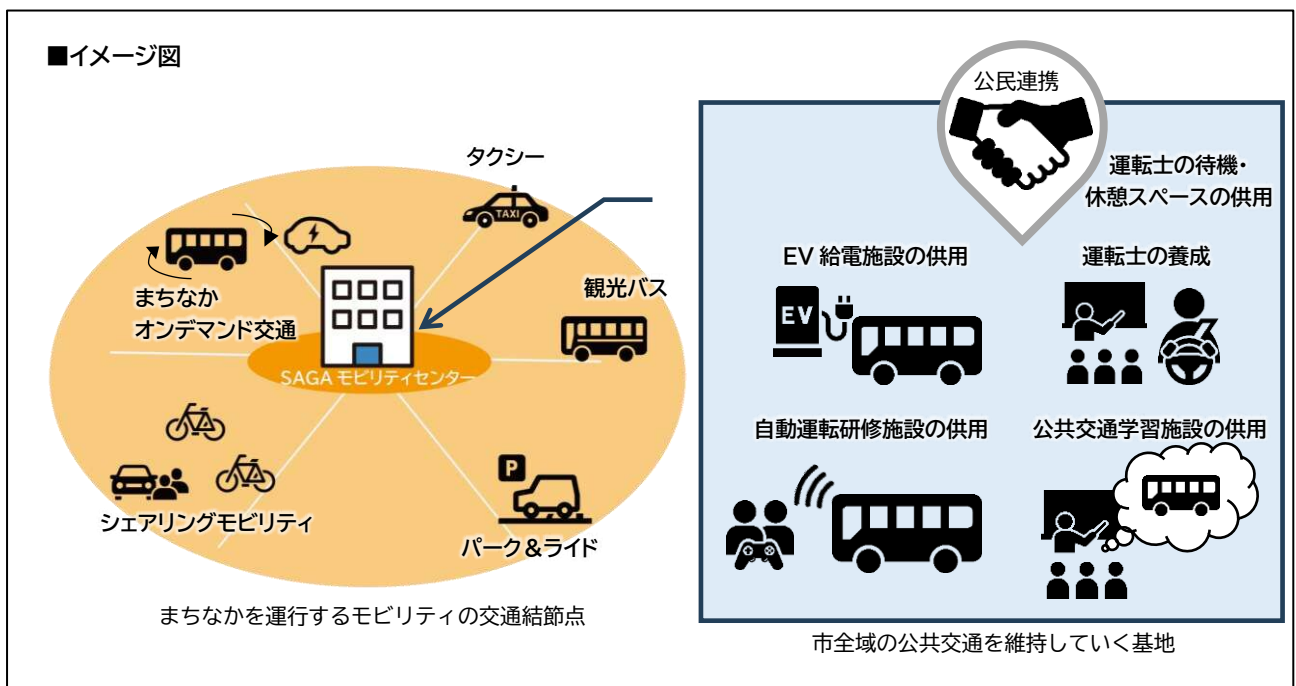 ■イメージ図
タクシー
まちなか
オンデマンド交通
TAXI
観光バス
SAGA モビリティセンター
シェアリングモビリティ
P
パーク&ライド
まちなかを運行するモビリティの交通結節点
公民連携
運転士の待機・
休憩スペースの供用
EV 給電施設の供用
EV
運転士の養成
自動運転研修施設の供用
公共交通学習施設の供用
市全域の公共交通を維持していく基地